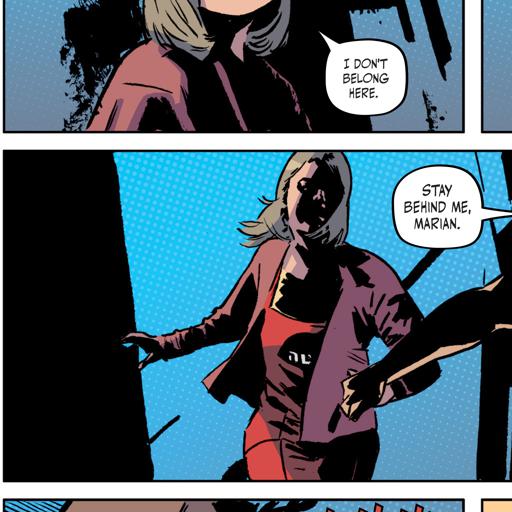 I DON'T
BELONG
HERE.
STAY
BEHIND ME,
MARIAN.